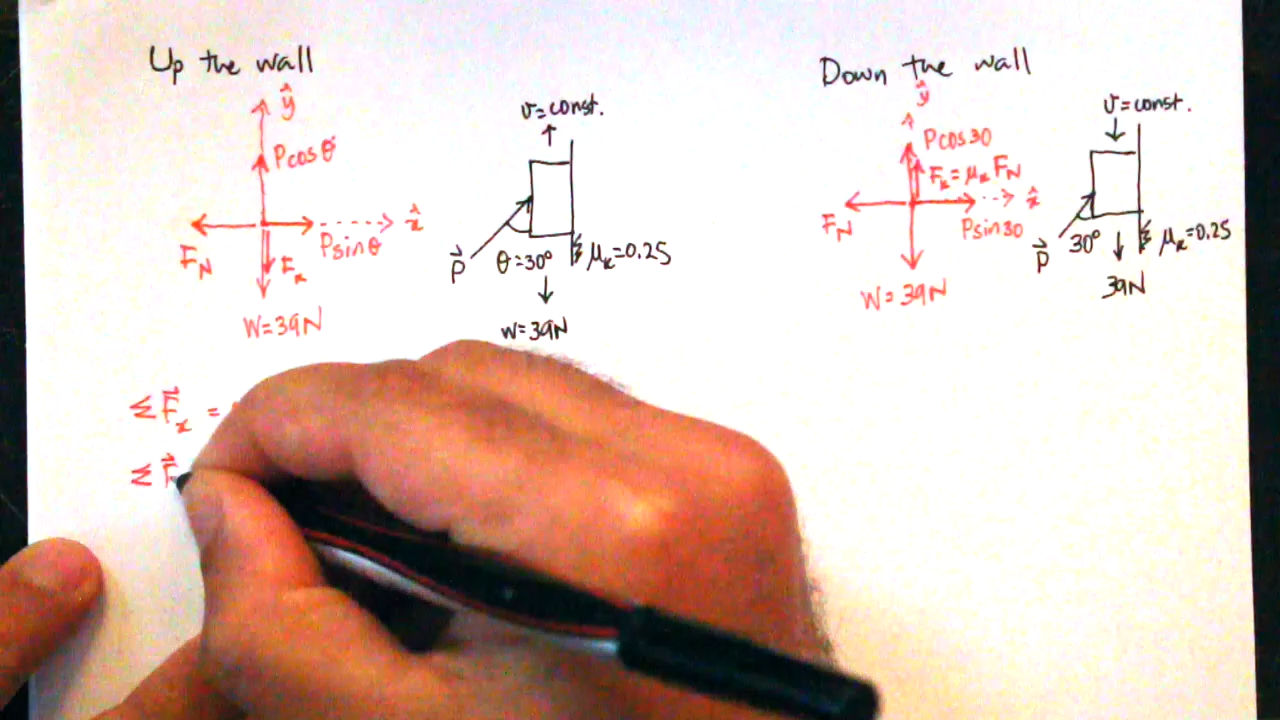 Up the wall
ŷ
Pcosθ
x̂
F_N
Psinθ
F_k
W=39N
v=const.
P⃗
θ=30°
μ_k=0.25
w=39N
ΣF⃗_x =
ΣF⃗
Down the wall
ŷ
Pcos30
F_k=μ_k F_N
x̂
F_N
Psin30
W=39N
v=const.
P⃗
30°
μ_k=0.25
39N